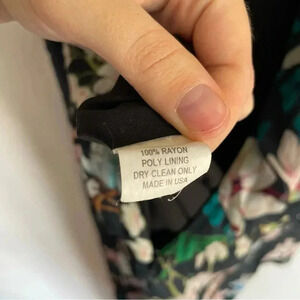 100% RAYON
POLY LINING
DRY CLEAN ONLY
MADE IN USA